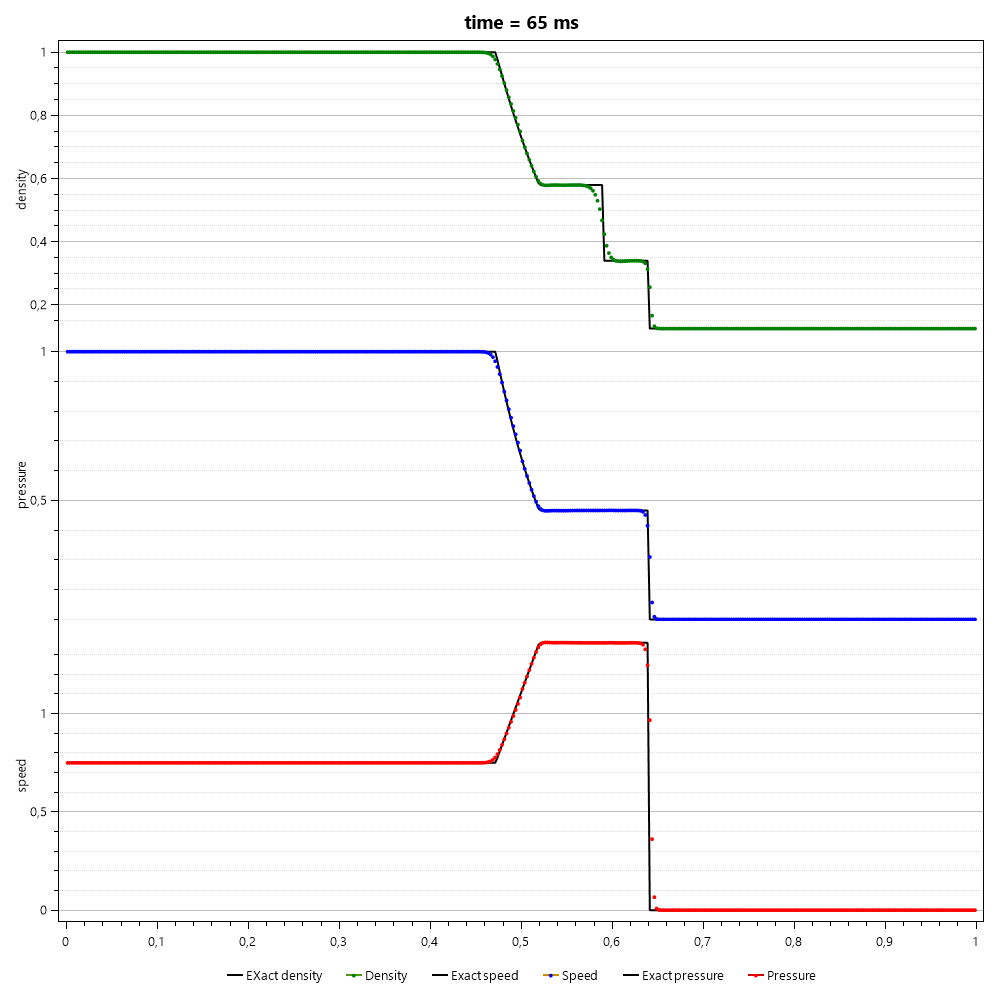 time = 65 ms
1
0,8
density
0,6
0,4
0,2
1
pressure
0,5
1
speed
0,5
0
0 0,1 0,2 0,3 0,4 0,5 0,6 0,7 0,8 0,9 1
EXact density Density Exact speed Speed Exact pressure Pressure